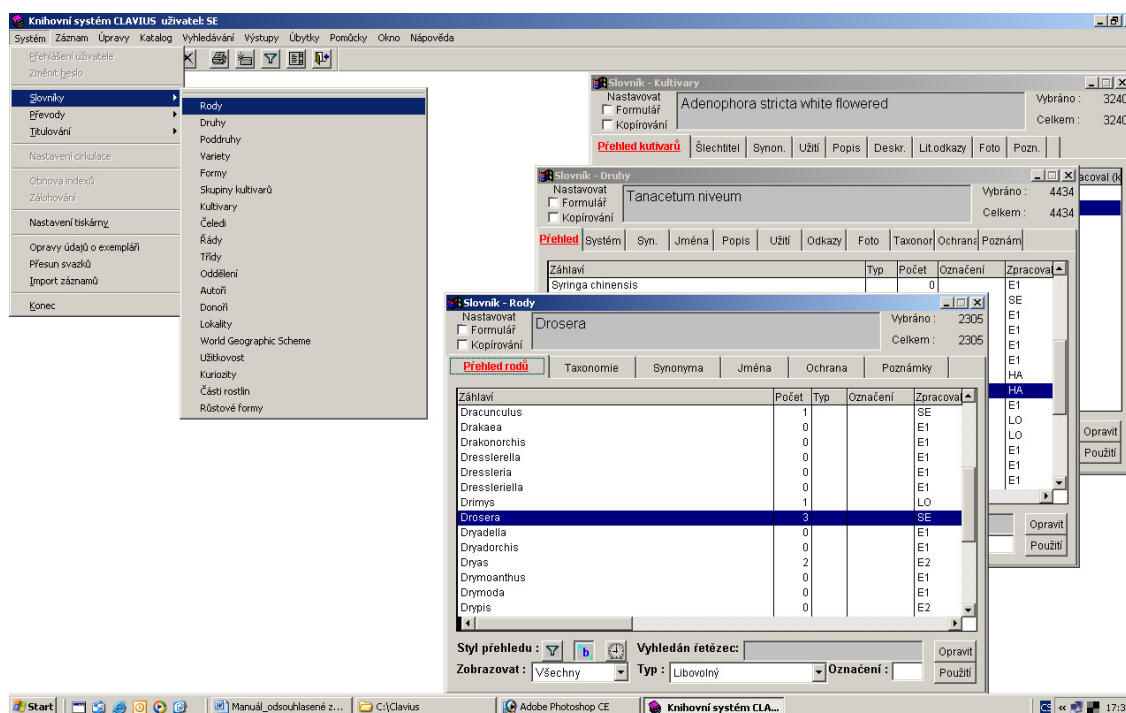 Knihovní systém CLAVIUS uživatel: SE
Systém Záznam Úpravy Katalog Vyhledávání Výstupy Úbytky Pomůcky Okno Nápověda
Přehlášení uživatele
Změnit heslo
Slovníky
Převody
Titulování
Nastavení cirkulace
Obnova indexů
Zálohování
Nastavení tiskárny
Opravy údajů o exempláři
Přesun svazků
Import záznamů
Konec
Rody
Druhy
Poddruhy
Variety
Formy
Skupiny kultivarů
Kultivary
Čeledi
Řády
Třídy
Oddělení
Autoři
Donoři
Lokality
World Geographic Scheme
Užitkovost
Kuriozity
Části rostlin
Růstové formy
Slovník - Kultivary
Nastavovat
Formulář
Kopírování
Adenophora stricta white flowered
Vybráno : 3240
Celkem : 3240
Přehled kutivarů Šlechtitel Synon. Užití Popis Deskr. Lit.odkazy Foto Pozn.
acoval (k
Opravit
Použití
Slovník - Druhy
Nastavovat
Formulář
Kopírování
Tanacetum niveum
Vybráno : 4434
Celkem : 4434
Přehled Systém Syn. Jména Popis Užití Odkazy Foto Taxonor Ochrana Poznám
Záhlaví Typ Počet Označení Zpracoval
Syringa chinensis 0 E1
SE
E1
E1
E1
E1
HA
HA
E1
LO
LO
E1
E1
E1
Opravit
Použití
Slovník - Rody
Nastavovat
Formulář
Kopírování
Drosera
Vybráno : 2305
Celkem : 2305
Přehled rodů Taxonomie Synonyma Jména Ochrana Poznámky
Záhlaví Počet Typ Označení Zpracoval
Dracunculus 1 SE
Drakaea 0 E1
Drakonorchis 0 E1
Dresslerella 0 E1
Dressleria 0 E1
Dressleriella 0 E1
Drimys 1 LO
Drosera 3 SE
Dryadella 0 E1
Dryadorchis 0 E1
Dryas 2 E2
Drymoanthus 0 E1
Drymoda 0 E1
Drypis 0 E2
Styl přehledu : b Vyhledán řetězec: Opravit
Zobrazovat : Všechny Typ : Libovolný Označení : Použití
Start Manuál_odsouhlasené z... C:\Clavius Adobe Photoshop CE Knihovní systém CLA... CS « 17:3